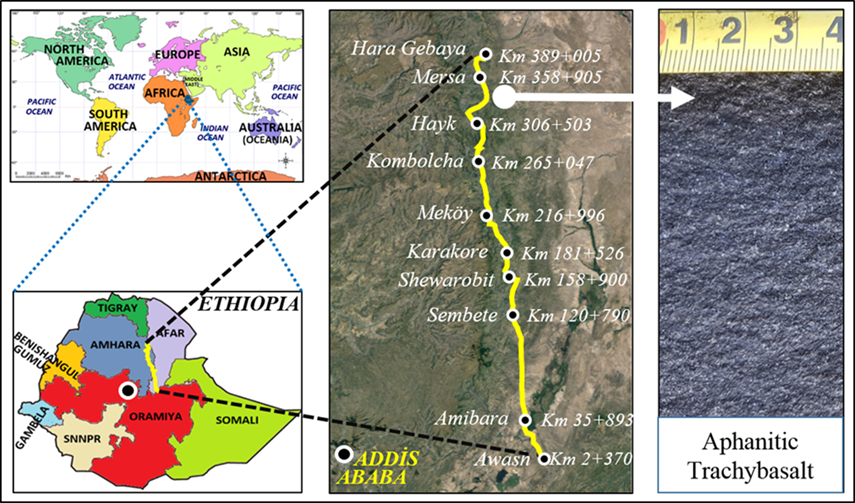 NORTH
AMERICA
EUROPE
ASIA
ATLANTIC
OCEAN
(MIDDLE
EAST)
PACIFIC
OCEAN
AFRICA
PACIFIC
OCEAN
SOUTH
AMERICA
INDIAN
OCEAN
AUSTRALIA
(OCEANIA)
ANTARCTICA
ETHIOPIA
TIGRAY
AFAR
AMHARA
BENISHANGUL
GUMUZ
ORAMIYA
SOMALI
GAMBELA
SNNPR
Hara Gebaya Km 389+005
Mersa Km 358+905
Hayk Km 306+503
Kombolcha Km 265+047
Meköy Km 216+996
Karakore Km 181+526
Shewarobit Km 158+900
Sembete Km 120+790
Amibara Km 35+893
Awash Km 2+370
ADDİS
ABABA
1 2 3 4
Aphanitic
Trachybasalt